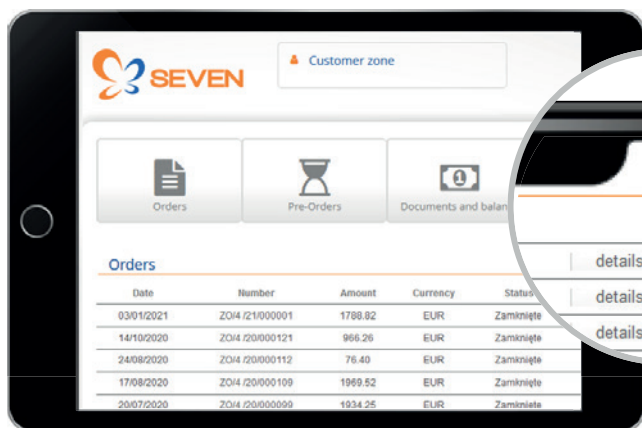 SEVEN
Customer zone
Orders
Pre-Orders
Documents and balan
Orders
Date Number Amount Currency Status
03/01/2021 ZO/4 /21/000001 1788.82 EUR Zamknięte
14/10/2020 ZO/4 /20/000121 966.26 EUR Zamknięte
24/08/2020 ZO/4 /20/000112 76.40 EUR Zamknięte
17/08/2020 ZO/4 /20/000109 1969.52 EUR Zamknięte
20/07/2020 ZO/4 /20/000099 1934.25 EUR Zamknięte
details
details
details